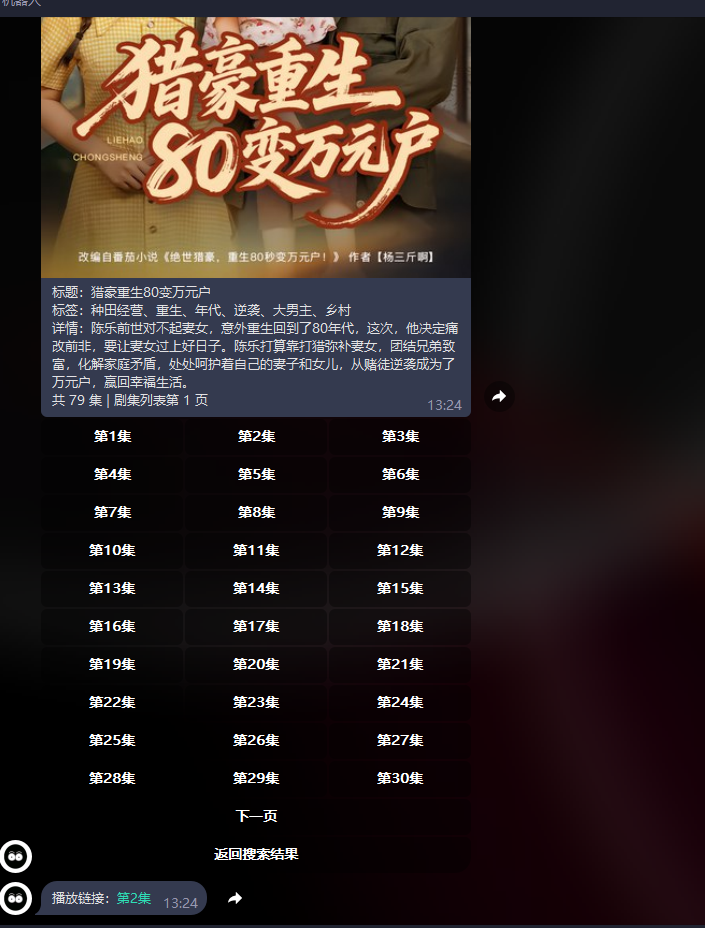 机器人
猎豪重生
LIEHAO
CHONGSHENG
80变万元户
改编自番茄小说《绝世猎豪，重生80秒变万元户！》 作者【杨三斤啊】
标题：猎豪重生80变万元户
标签：种田经营、重生、年代、逆袭、大男主、乡村
详情：陈乐前世对不起妻女，意外重生回到了80年代，这次，他决定痛
改前非，要让妻女过上好日子。陈乐打算靠打猎弥补妻女，团结兄弟致
富，化解家庭矛盾，处处呵护着自己的妻子和女儿，从赌徒逆袭成为了
万元户，赢回幸福生活。
共 79 集 | 剧集列表第 1 页
13:24
第1集 第2集 第3集
第4集 第5集 第6集
第7集 第8集 第9集
第10集 第11集 第12集
第13集 第14集 第15集
第16集 第17集 第18集
第19集 第20集 第21集
第22集 第23集 第24集
第25集 第26集 第27集
第28集 第29集 第30集
下一页
返回搜索结果
播放链接：第2集 13:24